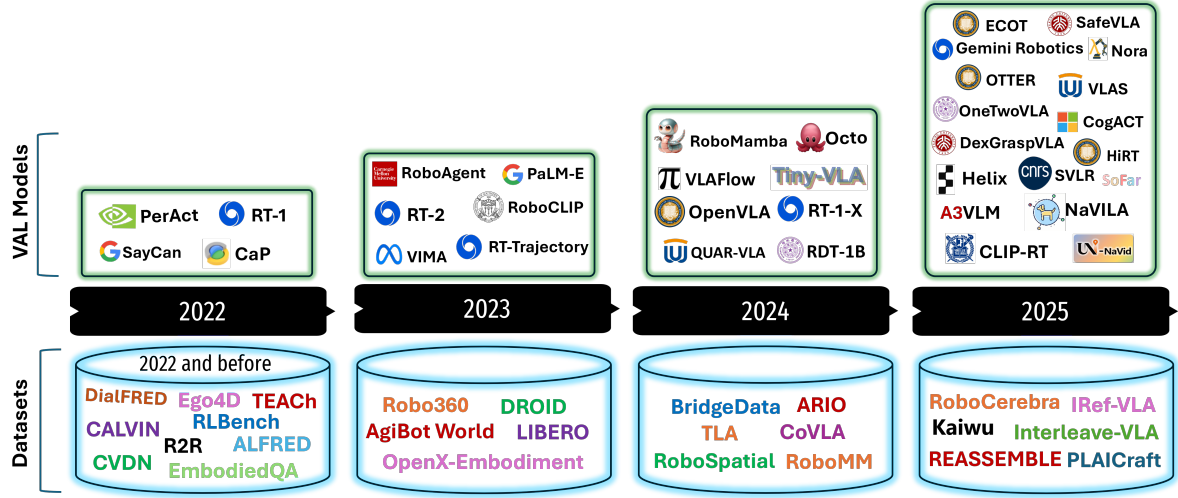 VAL Models
PerAct RT-1
SayCan CaP
Carnegie Mellon University RoboAgent PaLM-E
RT-2 RoboCLIP
VIMA RT-Trajectory
RoboMamba Octo
π VLAFlow Tiny-VLA
OpenVLA RT-1-X
QUAR-VLA RDT-1B
ECOT SafeVLA
Gemini Robotics Nora
OTTER VLAS
OneTwoVLA CogACT
DexGraspVLA HiRT
Helix cnrs SVLR SoFar
A3VLM NaVILA
CLIP-RT Uni-NaVid
2022 2023 2024 2025
Datasets
2022 and before
DialFRED Ego4D TEACh
CALVIN RLBench
R2R ALFRED
CVDN EmbodiedQA
Robo360 DROID
AgiBot World LIBERO
OpenX-Embodiment
BridgeData ARIO
TLA CoVLA
RoboSpatial RoboMM
RoboCerebra IRef-VLA
Kaiwu Interleave-VLA
REASSEMBLE PLAICraft